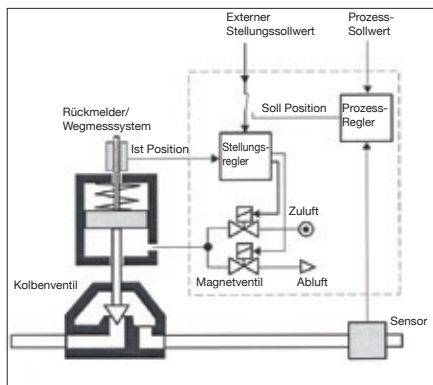 Externer
Stellungssollwert
Prozess-
Sollwert
Rückmelder/
Wegmesssystem
Soll Position
Prozess-
Regler
Ist Position
Stellungs-
regler
Zuluft
Kolbenventil
Magnetventil
Abluft
Sensor